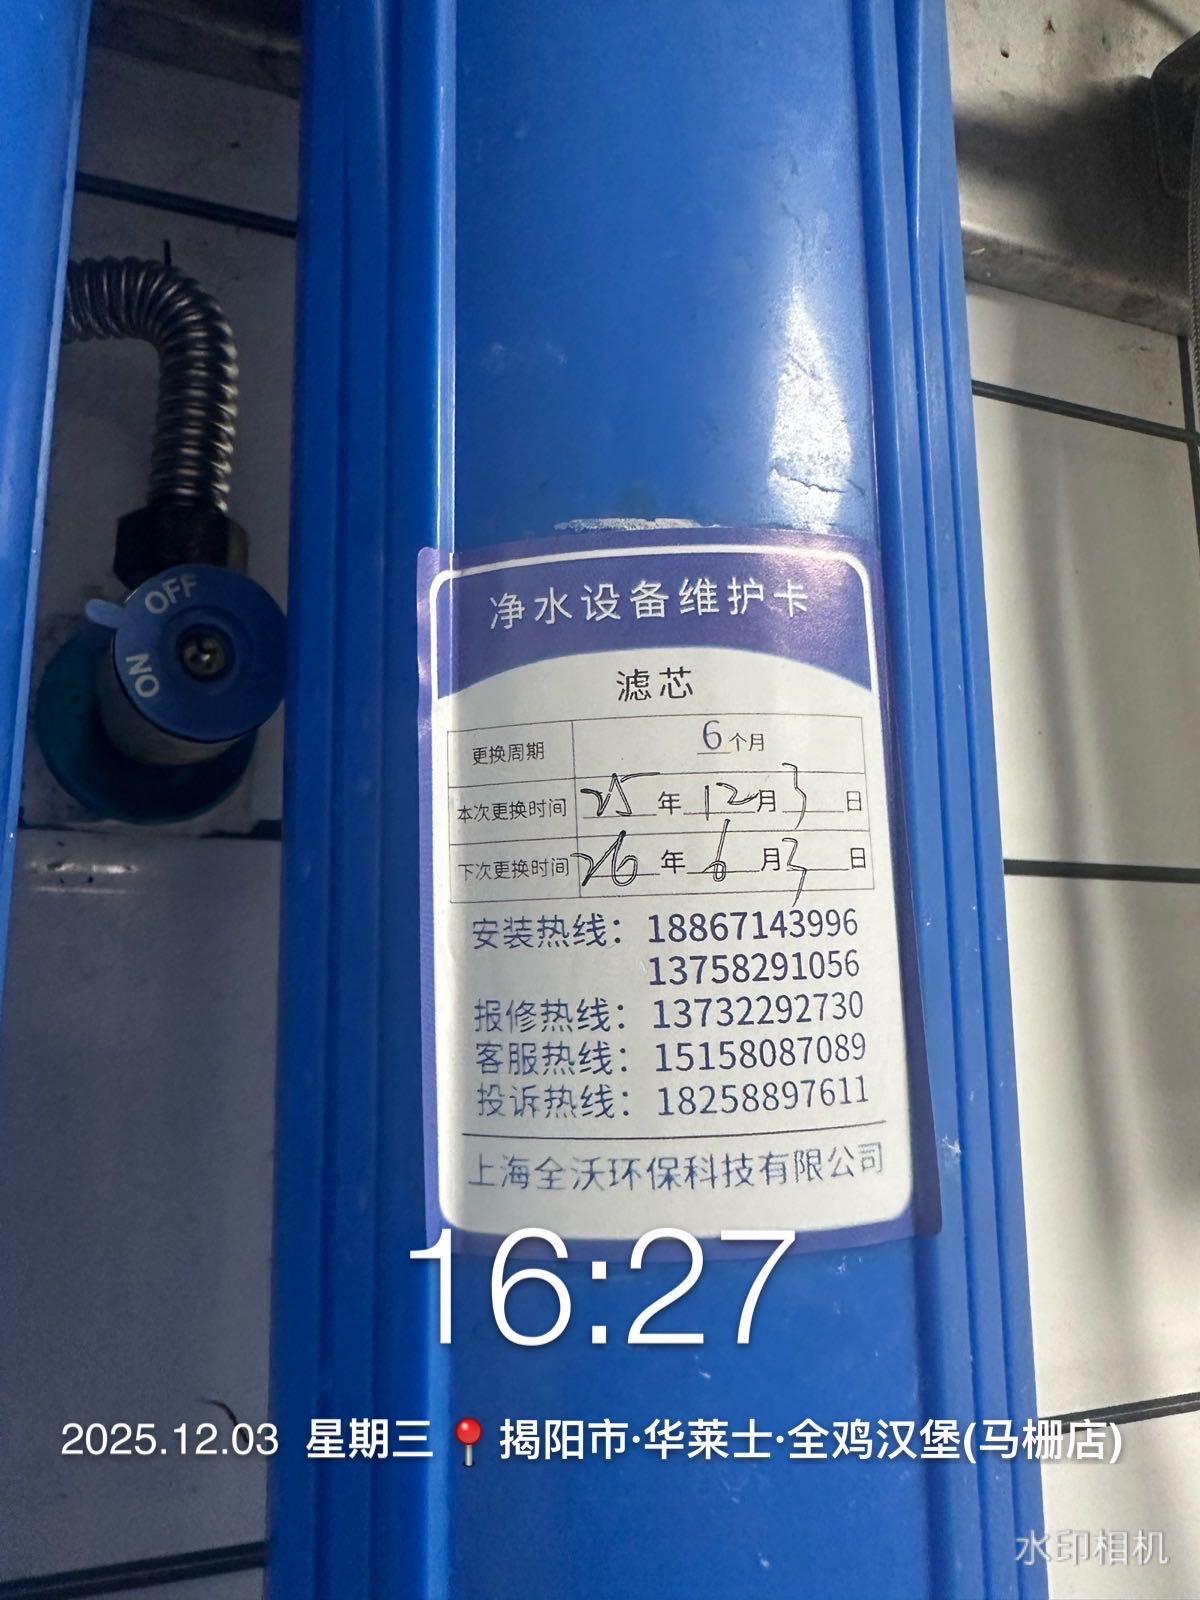 OFF
ON
净水设备维护卡
滤芯
更换周期 6个月
本次更换时间 25年12月3日
下次更换时间 26年6月3日
安装热线：18867143996
13758291056
报修热线：13732292730
客服热线：15158087089
投诉热线：18258897611
上海全沃环保科技有限公司
16:27
2025.12.03 星期三 📍揭阳市·华莱士·全鸡汉堡(马栅店)
水印相机